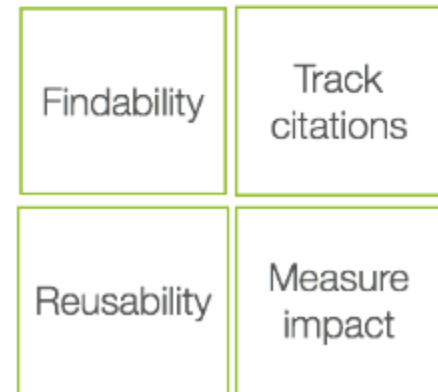 Findability
Track
citations
Reusability
Measure
impact